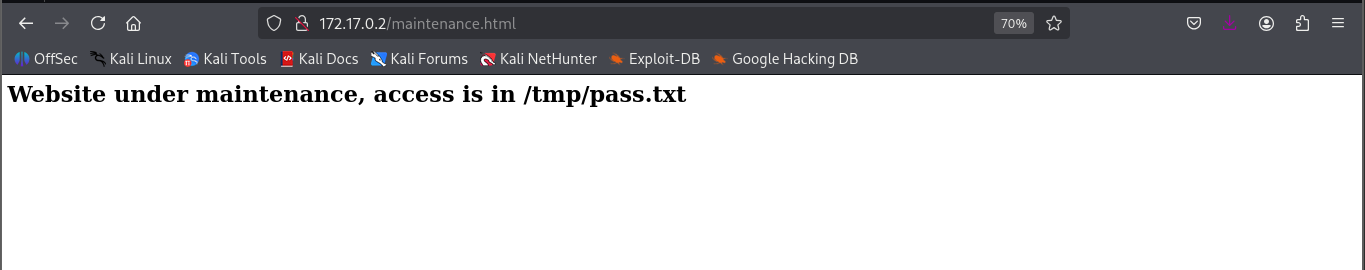 172.17.0.2/maintenance.html
70%
OffSec Kali Linux Kali Tools Kali Docs Kali Forums Kali NetHunter Exploit-DB Google Hacking DB
Website under maintenance, access is in /tmp/pass.txt